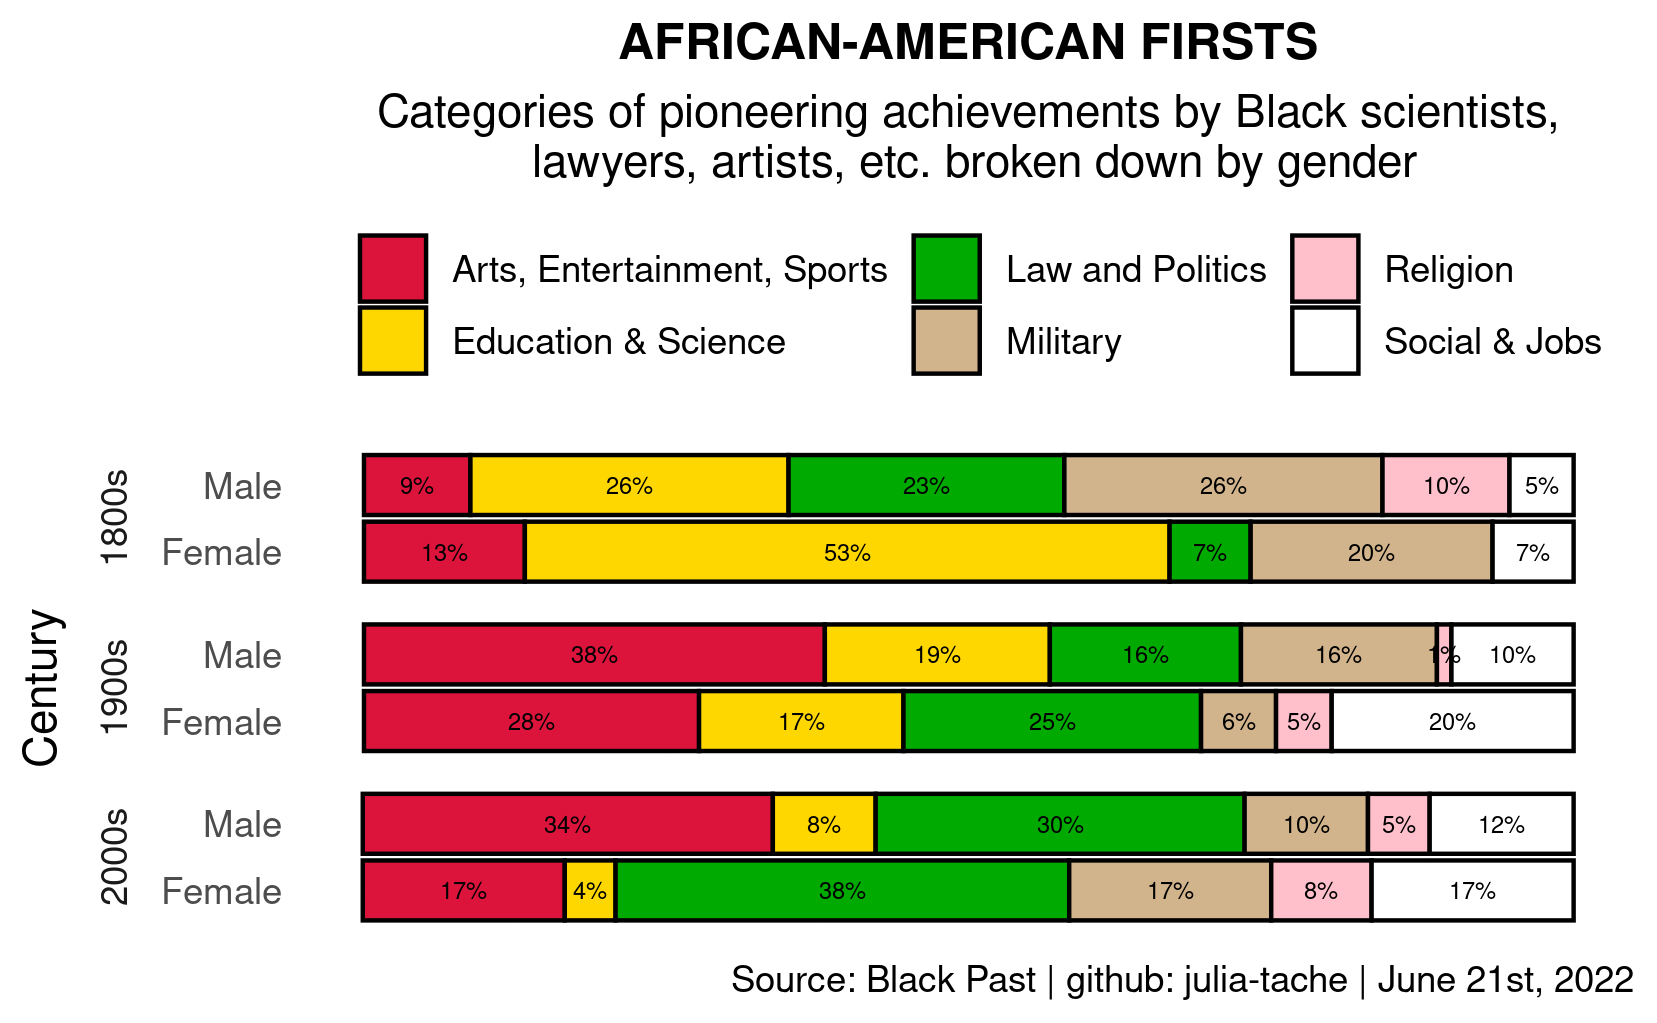 AFRICAN-AMERICAN FIRSTS
Categories of pioneering achievements by Black scientists,
lawyers, artists, etc. broken down by gender
Arts, Entertainment, Sports Law and Politics Religion
Education & Science Military Social & Jobs
Century
1800s
Male 9% 26% 23% 26% 10% 5%
Female 13% 53% 7% 20% 7%
1900s
Male 38% 19% 16% 16% 1% 10%
Female 28% 17% 25% 6% 5% 20%
2000s
Male 34% 8% 30% 10% 5% 12%
Female 17% 4% 38% 17% 8% 17%
Source: Black Past | github: julia-tache | June 21st, 2022